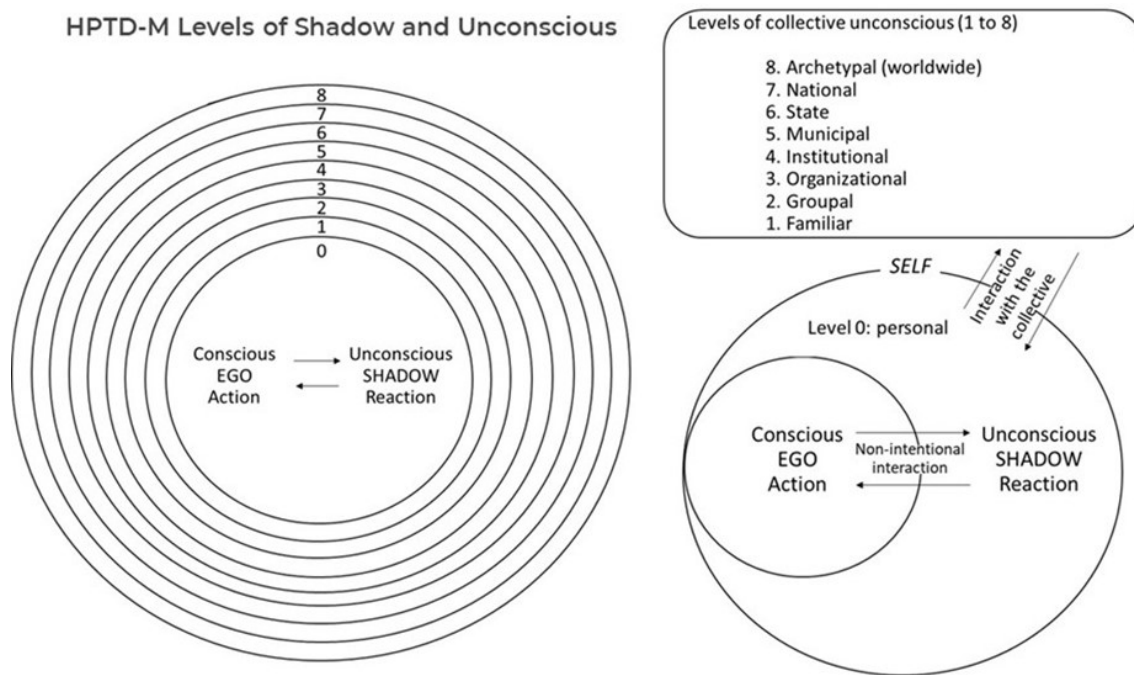 HPTD-M Levels of Shadow and Unconscious
8
7
6
5
4
3
2
1
0
Conscious
EGO
Action
Unconscious
SHADOW
Reaction
Levels of collective unconscious (1 to 8)
8. Archetypal (worldwide)
7. National
6. State
5. Municipal
4. Institutional
3. Organizational
2. Groupal
1. Familiar
SELF
Interaction
with the
collective
Level 0: personal
Conscious
EGO
Action
Non-intentional
interaction
Unconscious
SHADOW
Reaction